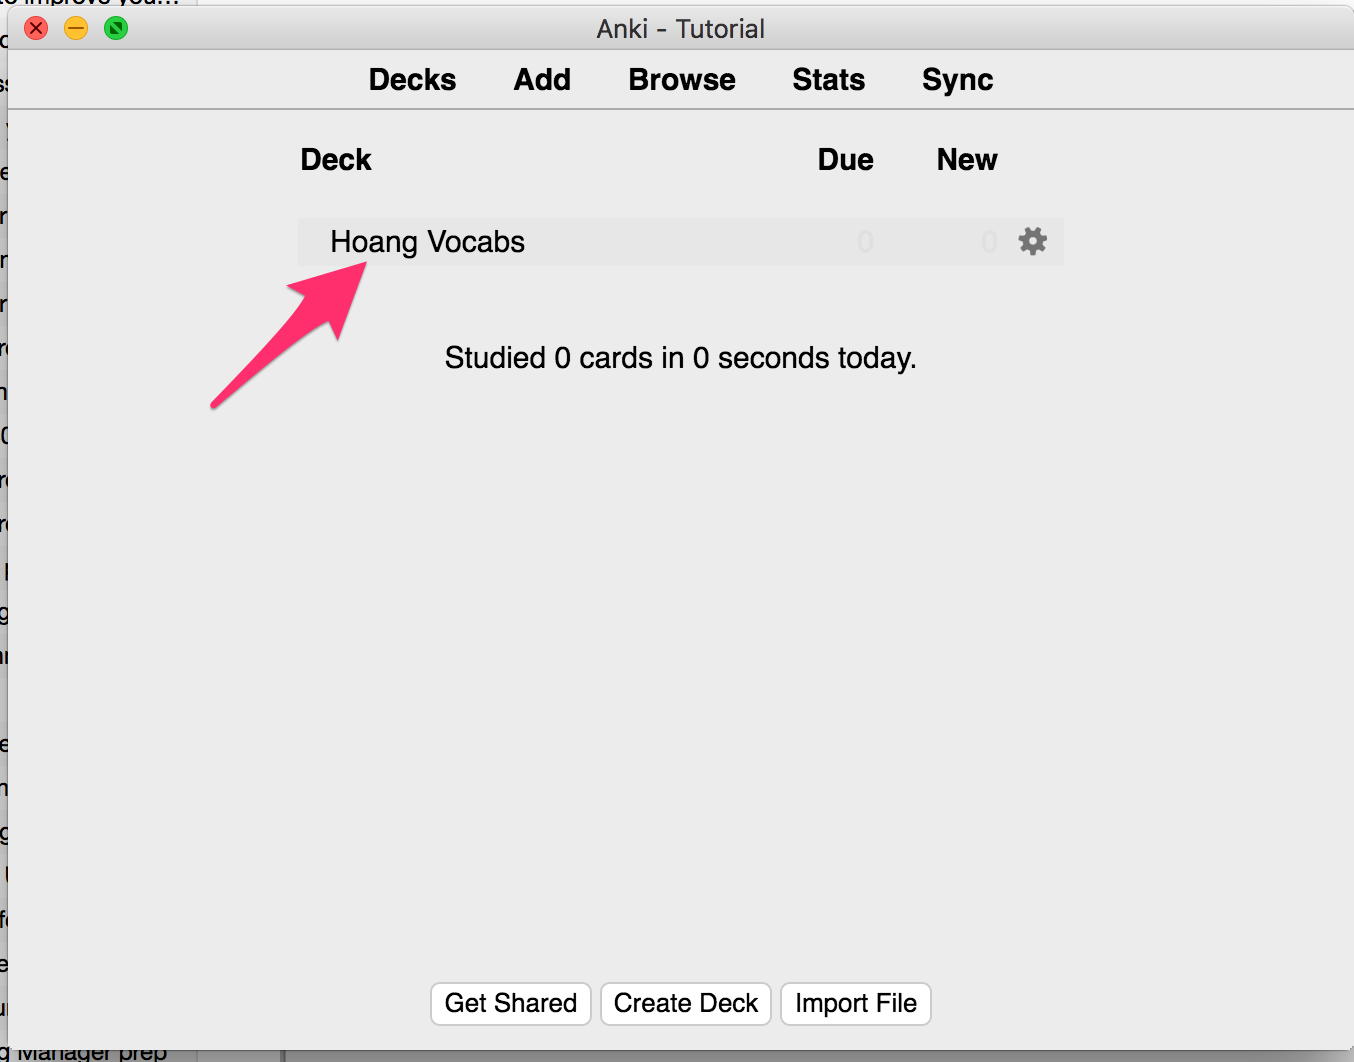 to improve you...
Anki - Tutorial
Decks Add Browse Stats Sync
Deck Due New
Hoang Vocabs 0 0
Studied 0 cards in 0 seconds today.
Get Shared Create Deck Import File
Manager prep